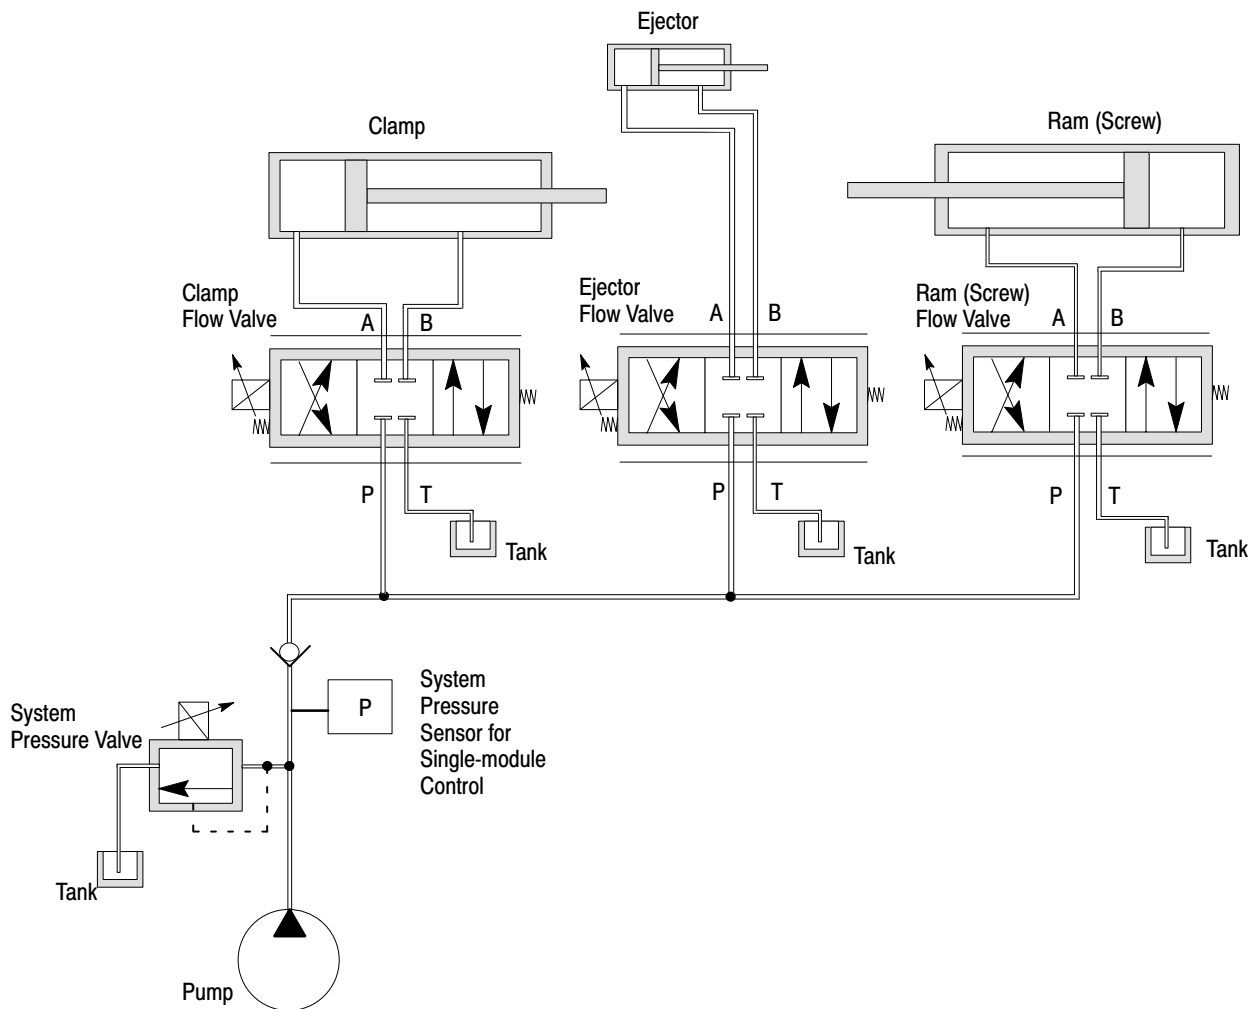 Ejector
Clamp
Ram (Screw)
Clamp
Flow Valve
A
B
Ejector
Flow Valve
A
B
Ram (Screw)
Flow Valve
A
B
P
T
Tank
P
T
Tank
P
T
Tank
System
Pressure Valve
P
System
Pressure
Sensor for
Single-module
Control
Tank
Pump